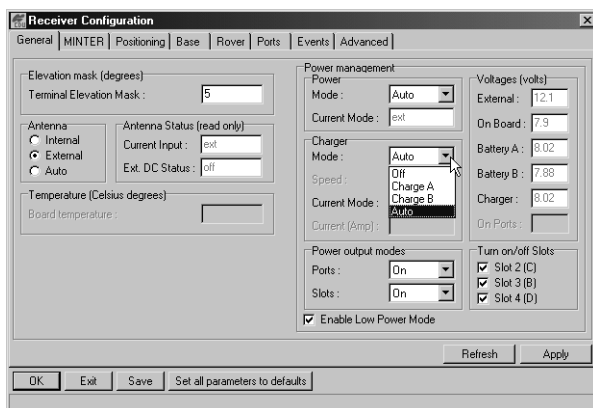 Receiver Configuration
General MINTER Positioning Base Rover Ports Events Advanced
Elevation mask (degrees)
Terminal Elevation Mask : 5
Antenna
Internal
External
Auto
Antenna Status (read only)
Current Input : ext
Ext. DC Status : off
Temperature (Celsius degrees)
Board temperature :
Power management
Power
Mode : Auto
Current Mode : ext
Charger
Mode : Auto
Speed :
Off
Charge A
Charge B
Auto
Current Mode :
Current (Amp) :
Power output modes
Ports : On
Slots : On
Enable Low Power Mode
Voltages (volts)
External : 12.1
On Board : 7.9
Battery A : 8.02
Battery B : 7.88
Charger : 8.02
On Ports :
Turn on/off Slots
Slot 2 (C)
Slot 3 (B)
Slot 4 (D)
Refresh Apply
OK Exit Save Set all parameters to defaults